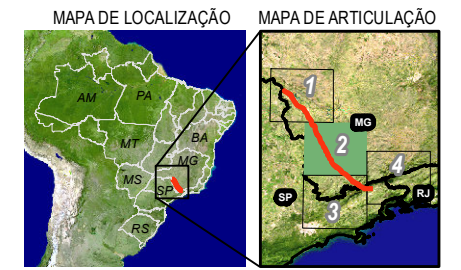 MAPA DE LOCALIZAÇÃO
MAPA DE ARTICULAÇÃO
AM
PA
BA
MT
MG
MS
SP
RS
1
MG
2
4
SP
RJ
3